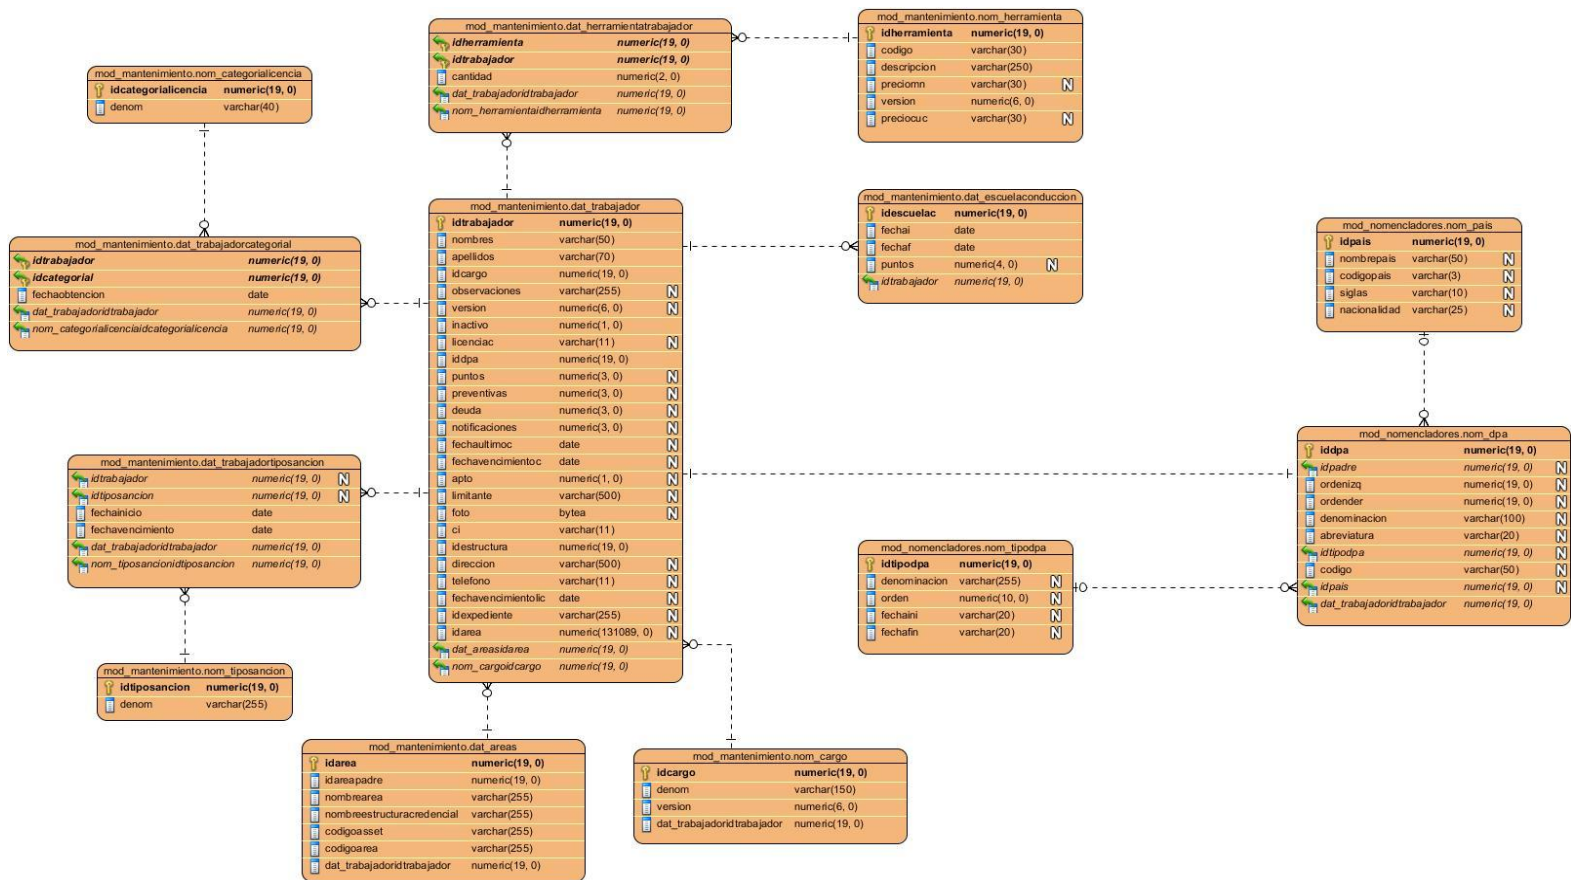 mod_mantenimiento.dat_herramientatrabajador
idherramienta numeric(19, 0)
idtrabajador numeric(19, 0)
cantidad numeric(2, 0)
dat_trabajadoridtrabajador numeric(19, 0)
nom_herramientaidherramienta numeric(19, 0)
mod_mantenimiento.nom_herramienta
idherramienta numeric(19, 0)
codigo varchar(30)
descripcion varchar(250)
preciomn varchar(30) N
version numeric(6, 0)
preciocuc varchar(30) N
mod_mantenimiento.nom_categorialicencia
idcategorialicencia numeric(19, 0)
denom varchar(40)
mod_mantenimiento.dat_trabajadorcategorial
idtrabajador numeric(19, 0)
idcategorial numeric(19, 0)
fechaobtencion date
dat_trabajadoridtrabajador numeric(19, 0)
nom_categorialicenciaidcategorialicencia numeric(19, 0)
mod_mantenimiento.dat_trabajador
idtrabajador numeric(19, 0)
nombres varchar(50)
apellidos varchar(70)
idcargo numeric(19, 0)
observaciones varchar(255) N
version numeric(6, 0) N
inactivo numeric(1, 0)
licenciac varchar(11) N
iddpa numeric(19, 0)
puntos numeric(3, 0) N
preventivas numeric(3, 0) N
deuda numeric(3, 0) N
notificaciones numeric(3, 0) N
fechaultimoc date N
fechavencimientoc date N
apto numeric(1, 0) N
limitante varchar(500) N
foto bytea N
ci varchar(11)
idestructura numeric(19, 0)
direccion varchar(500) N
telefono varchar(11) N
fechavencimientolic date N
idexpediente varchar(255) N
idarea numeric(131089, 0) N
dat_areasidarea numeric(19, 0)
nom_cargoidcargo numeric(19, 0)
mod_mantenimiento.dat_escuelaconduccion
idescuelac numeric(19, 0)
fechai date
fechaf date
puntos numeric(4, 0) N
idtrabajador numeric(19, 0)
mod_nomencladores.nom_pais
idpais numeric(19, 0)
nombrepais varchar(50) N
codigopais varchar(3) N
siglas varchar(10) N
nacionalidad varchar(25) N
mod_nomencladores.nom_dpa
iddpa numeric(19, 0)
idpadre numeric(19, 0) N
ordenizq numeric(19, 0) N
ordender numeric(19, 0) N
denominacion varchar(100) N
abreviatura varchar(20) N
idtipodpa numeric(19, 0) N
codigo varchar(50) N
idpais numeric(19, 0) N
dat_trabajadoridtrabajador numeric(19, 0)
mod_mantenimiento.dat_trabajadortiposancion
idtrabajador numeric(19, 0) N
idtiposancion numeric(19, 0) N
fechainicio date
fechavencimiento date
dat_trabajadoridtrabajador numeric(19, 0)
nom_tiposancionidtiposancion numeric(19, 0)
mod_nomencladores.nom_tipodpa
idtipodpa numeric(19, 0)
denominacion varchar(255) N
orden numeric(10, 0) N
fechaini varchar(20) N
fechafin varchar(20) N
mod_mantenimiento.nom_tiposancion
idtiposancion numeric(19, 0)
denom varchar(255)
mod_mantenimiento.dat_areas
idarea numeric(19, 0)
idareapadre numeric(19, 0)
nombrearea varchar(255)
nombreestructuracredencial varchar(255)
codigoasset varchar(255)
codigoarea varchar(255)
dat_trabajadoridtrabajador numeric(19, 0)
mod_mantenimiento.nom_cargo
idcargo numeric(19, 0)
denom varchar(150)
version numeric(6, 0)
dat_trabajadoridtrabajador numeric(19, 0)